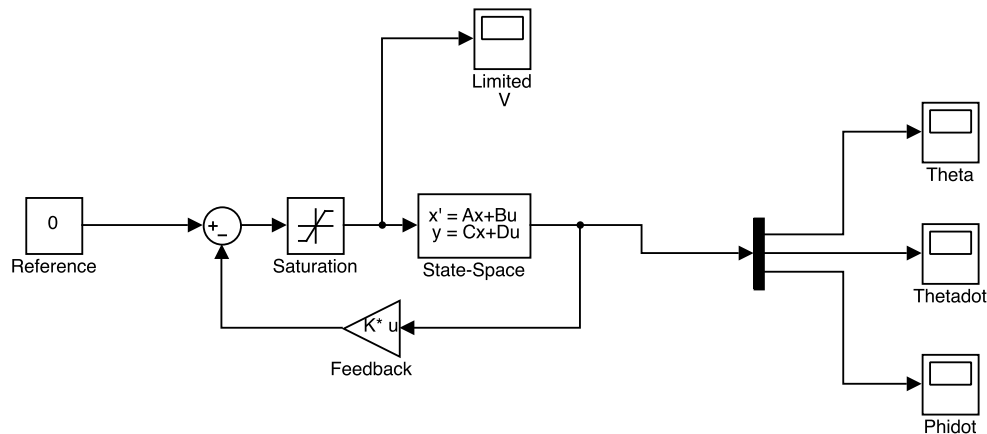 Limited
V
Theta
0
Reference
+
−
Saturation
x' = Ax+Bu
y = Cx+Du
State-Space
Thetadot
K* u
Feedback
Phidot